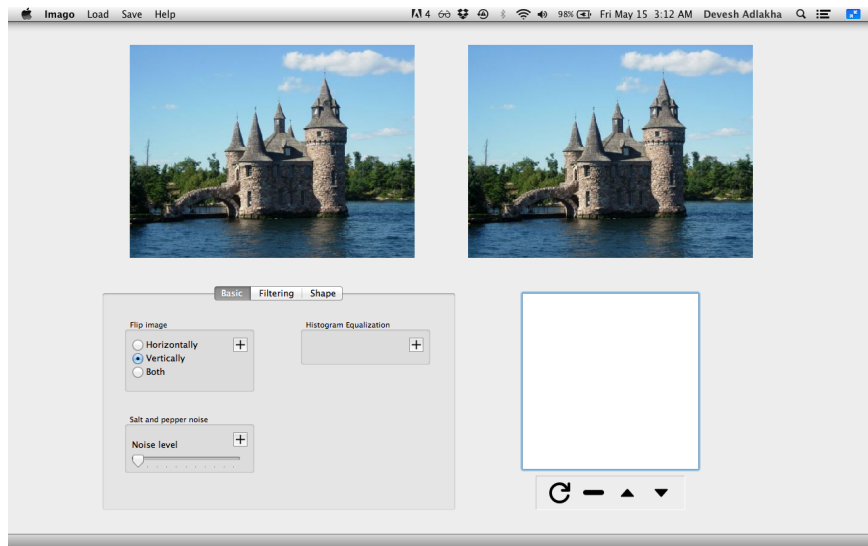 Imago Load Save Help 4 98% Fri May 15 3:12 AM Devesh Adlakha
Basic Filtering Shape
Flip image
Horizontally
Vertically
Both
Histogram Equalization
Salt and pepper noise
Noise level